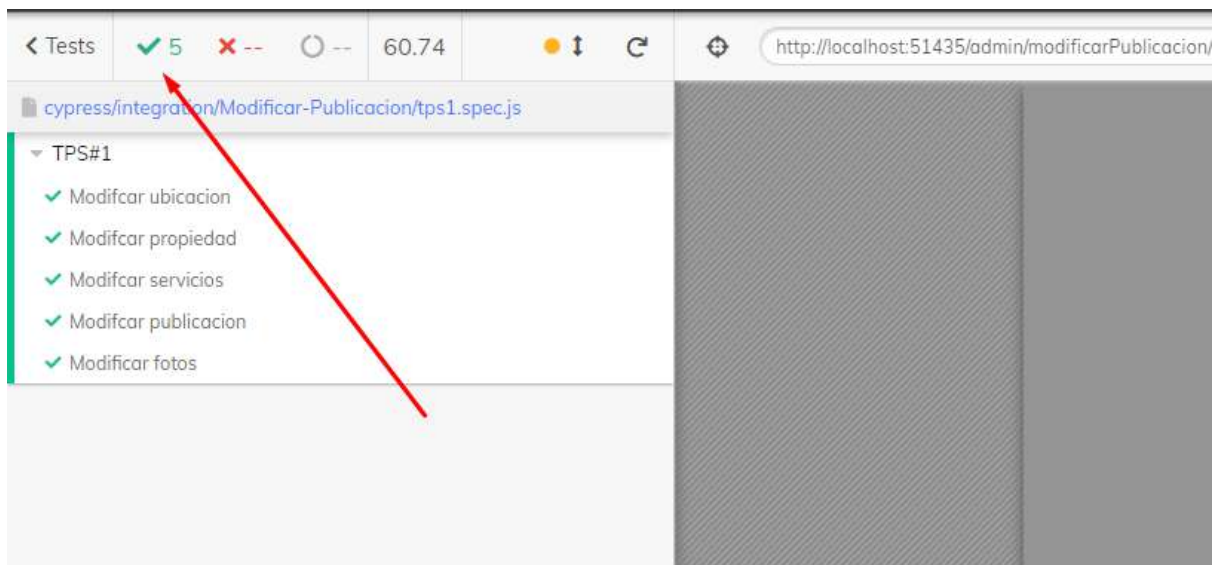 Tests 5 -- -- 60.74 http://localhost:51435/admin/modificarPublicacion/
cypress/integration/Modificar-Publicacion/tps1.spec.js
TPS#1
Modifcar ubicacion
Modifcar propiedad
Modifcar servicios
Modifcar publicacion
Modificar fotos